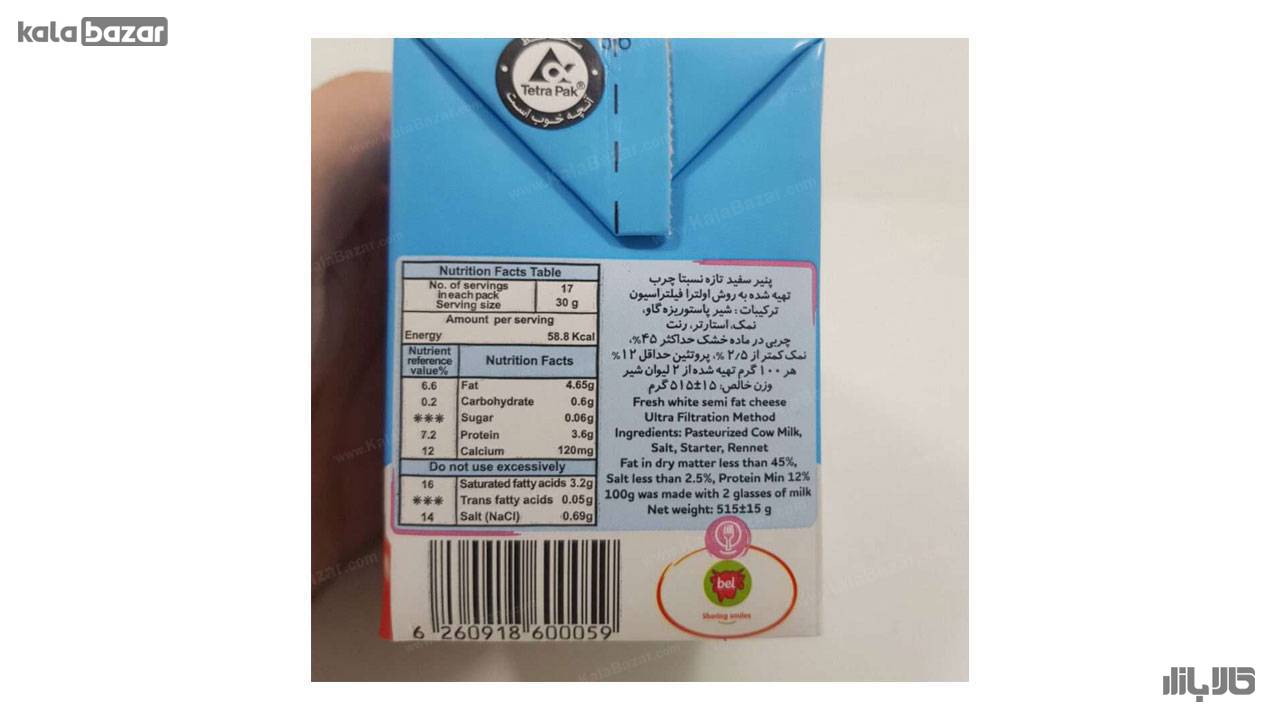 kala bazar
Tetra Pak®
آنچه خوب است
Nutrition Facts Table
No. of servings in each pack 17
Serving size 30 g
Amount per serving
Energy 58.8 Kcal
Nutrient reference value% Nutrition Facts
6.6 Fat 4.65g
0.2 Carbohydrate 0.6g
*** Sugar 0.06g
7.2 Protein 3.6g
12 Calcium 120mg
Do not use excessively
16 Saturated fatty acids 3.2g
*** Trans fatty acids 0.05g
14 Salt (NaCl) 0.69g
پنیر سفید تازه نسبتا چرب
تهیه شده به روش اولترا فیلتراسیون
ترکیبات : شیر پاستوریزه گاو،
نمک، استارتر، رنت
چربی در ماده خشک حداکثر ۴۵%،
نمک کمتر از ۲/۵ %، پروتئین حداقل ۱۲%
هر ۱۰۰ گرم تهیه شده از ۲ لیوان شیر
وزن خالص: ۱۵±۵۱۵ گرم
Fresh white semi fat cheese
Ultra Filtration Method
Ingredients: Pasteurized Cow Milk,
Salt, Starter, Rennet
Fat in dry matter less than 45%,
Salt less than 2.5%, Protein Min 12%
100g was made with 2 glasses of milk
Net weight: 515±15 g
6 260918 600059
bel
Sharing smiles
کالا بازار